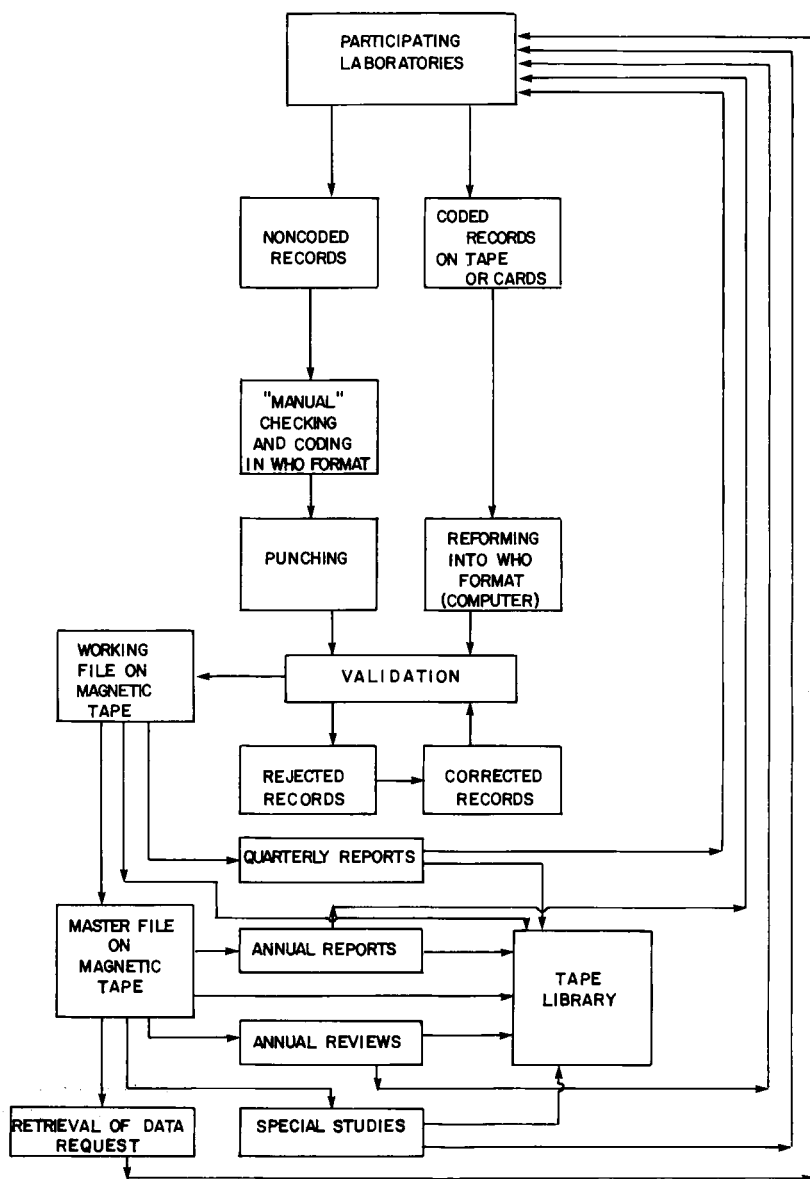 PARTICIPATING
LABORATORIES
NONCODED
RECORDS
CODED
RECORDS
ON TAPE
OR CARDS
"MANUAL"
CHECKING
AND CODING
IN WHO FORMAT
PUNCHING
REFORMING
INTO WHO
FORMAT
(COMPUTER)
WORKING
FILE ON
MAGNETIC
TAPE
VALIDATION
REJECTED
RECORDS
CORRECTED
RECORDS
QUARTERLY REPORTS
MASTER FILE
ON
MAGNETIC
TAPE
ANNUAL REPORTS
TAPE
LIBRARY
ANNUAL REVIEWS
RETRIEVAL OF DATA
REQUEST
SPECIAL STUDIES